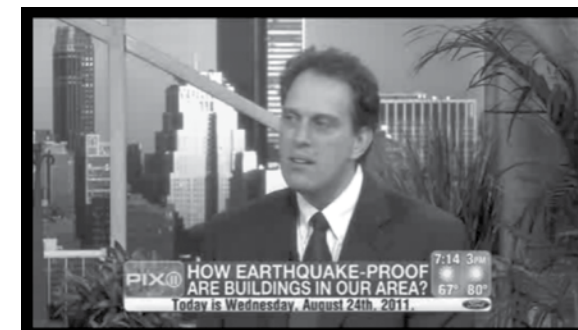 PIX11
HOW EARTHQUAKE-PROOF
ARE BUILDINGS IN OUR AREA?
7:14 3PM
67° 80°
Today is Wednesday, August 24th, 2011.
Ford